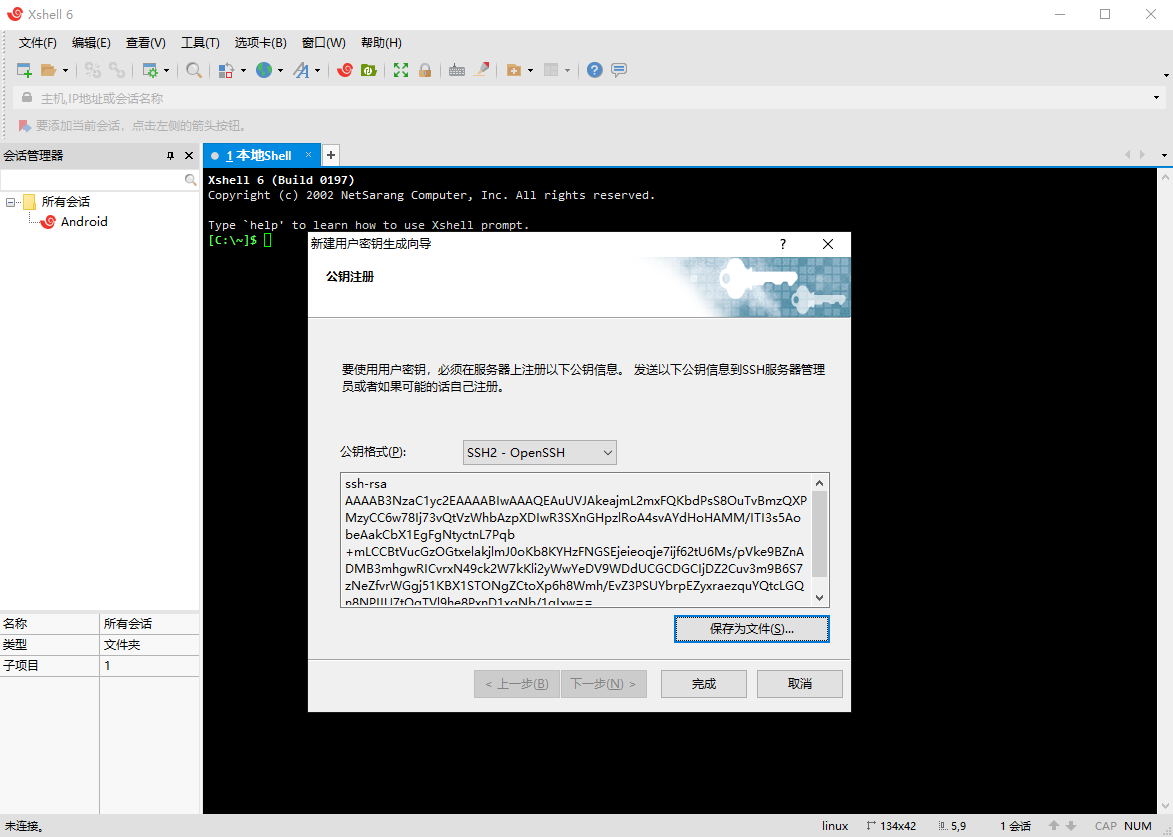 Xshell 6
文件(F) 编辑(E) 查看(V) 工具(T) 选项卡(B) 窗口(W) 帮助(H)
主机,IP地址或会话名称
要添加当前会话，点击左侧的箭头按钮。
会话管理器
1 本地Shell
所有会话
Android
Xshell 6 (Build 0197)
Copyright (c) 2002 NetSarang Computer, Inc. All rights reserved.
Type `help' to learn how to use Xshell prompt.
[C:\~]$
新建用户密钥生成向导
公钥注册
要使用用户密钥，必须在服务器上注册以下公钥信息。 发送以下公钥信息到SSH服务器管理
员或者如果可能的话自己注册。
公钥格式(P):
SSH2 - OpenSSH
ssh-rsa
AAAAB3NzaC1yc2EAAAABIwAAAQEAuUVJAkeajmL2mxFQKbdPsS8OuTvBmzQXP
MzyCC6w78Ij73vQtVzWhbAzpXDIwR3SXnGHpzlRoA4svAYdHoHAMM/ITI3s5Ao
beAakCbX1EgFgNtyctnL7Pqb
+mLCCBtVucGzOGtxelakjlmJ0oKb8KYHzFNGSEjeieoqje7ijf62tU6Ms/pVke9BZnA
DMB3mhgwRICvrxN49ck2W7kKli2yWwYeDV9WDdUCGCDGCIjDZ2Cuv3m9B6S7
zNeZfvrWGgj51KBX1STONgZCtoXp6h8Wmh/EvZ3PSUYbrpEZyxraezquYQtcLGQ
保存为文件(S)...
< 上一步(B) 下一步(N) > 完成 取消
名称 所有会话
类型 文件夹
子项目 1
未连接。 linux 134x42 5,9 1 会话 CAP NUM